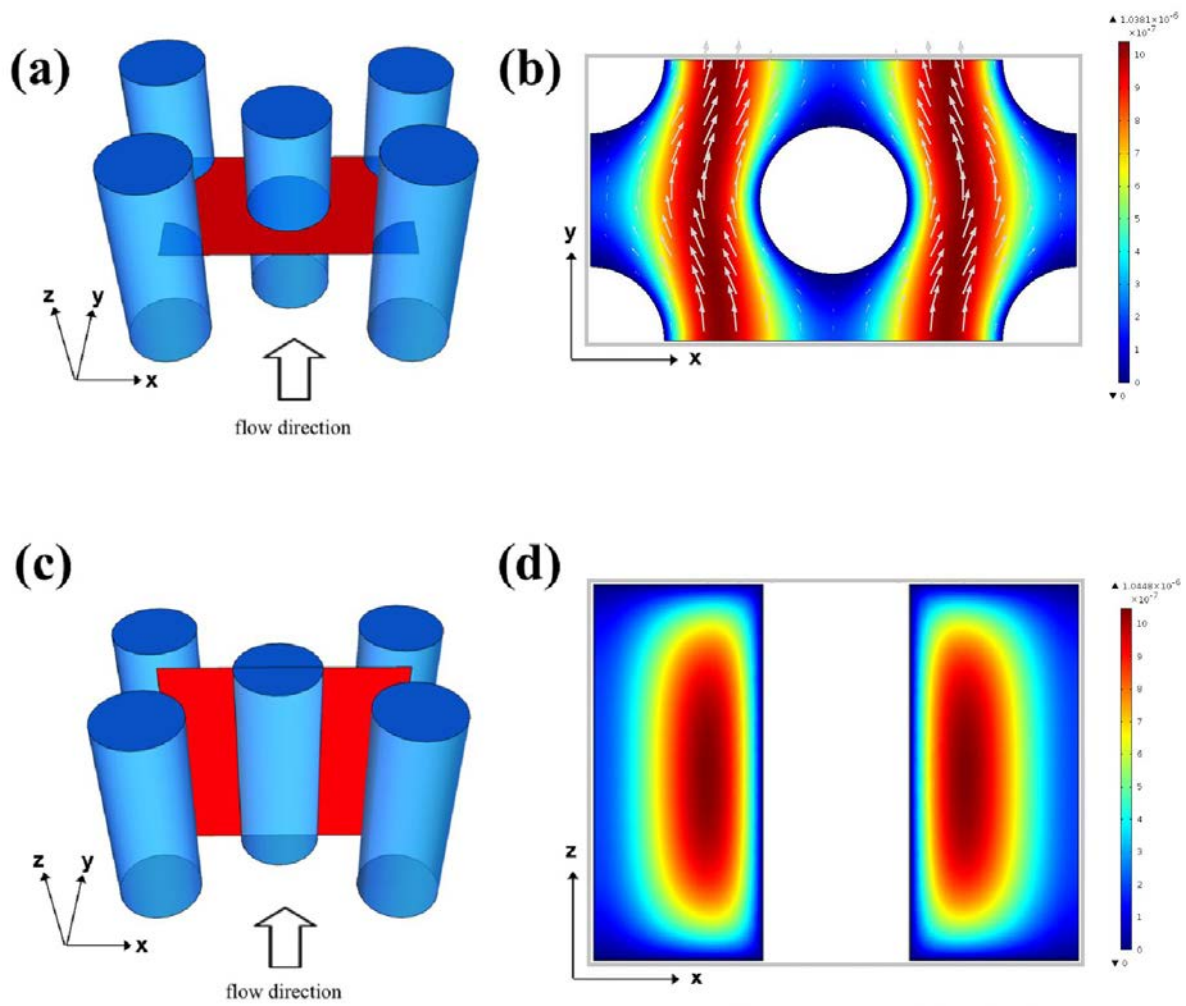 (a)
z
y
x
flow direction
(b)
y
x
▲ 1.0381×10⁻⁶
×10⁻⁷
10
9
8
7
6
5
4
3
2
1
0
▼ 0
(c)
z
y
x
flow direction
(d)
z
x
▲ 1.0448×10⁻⁶
×10⁻⁷
10
9
8
7
6
5
4
3
2
1
0
▼ 0